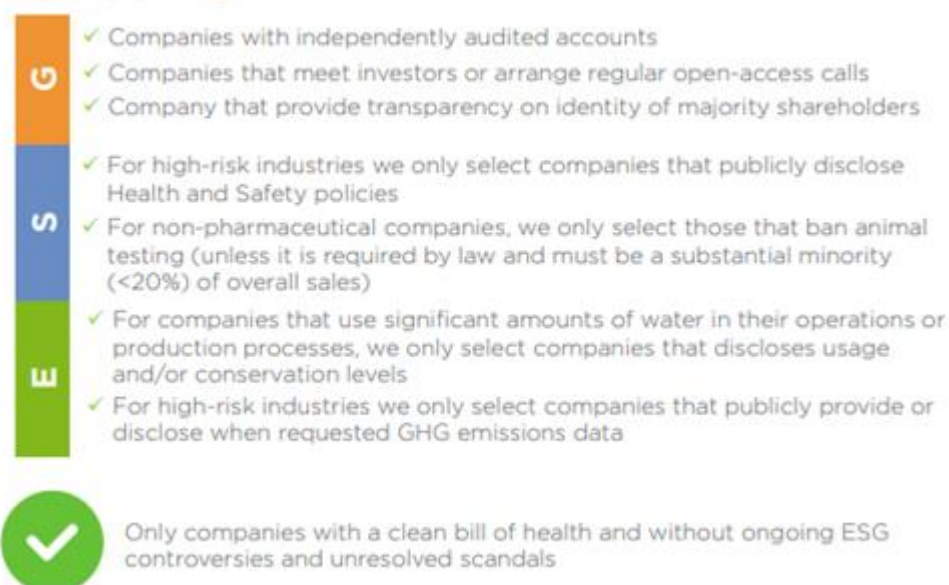 G
✓ Companies with independently audited accounts
✓ Companies that meet investors or arrange regular open-access calls
✓ Company that provide transparency on identity of majority shareholders
S
✓ For high-risk industries we only select companies that publicly disclose
Health and Safety policies
✓ For non-pharmaceutical companies, we only select those that ban animal
testing (unless it is required by law and must be a substantial minority
(<20%) of overall sales)
E
✓ For companies that use significant amounts of water in their operations or
production processes, we only select companies that discloses usage
and/or conservation levels
✓ For high-risk industries we only select companies that publicly provide or
disclose when requested GHG emissions data
Only companies with a clean bill of health and without ongoing ESG
controversies and unresolved scandals